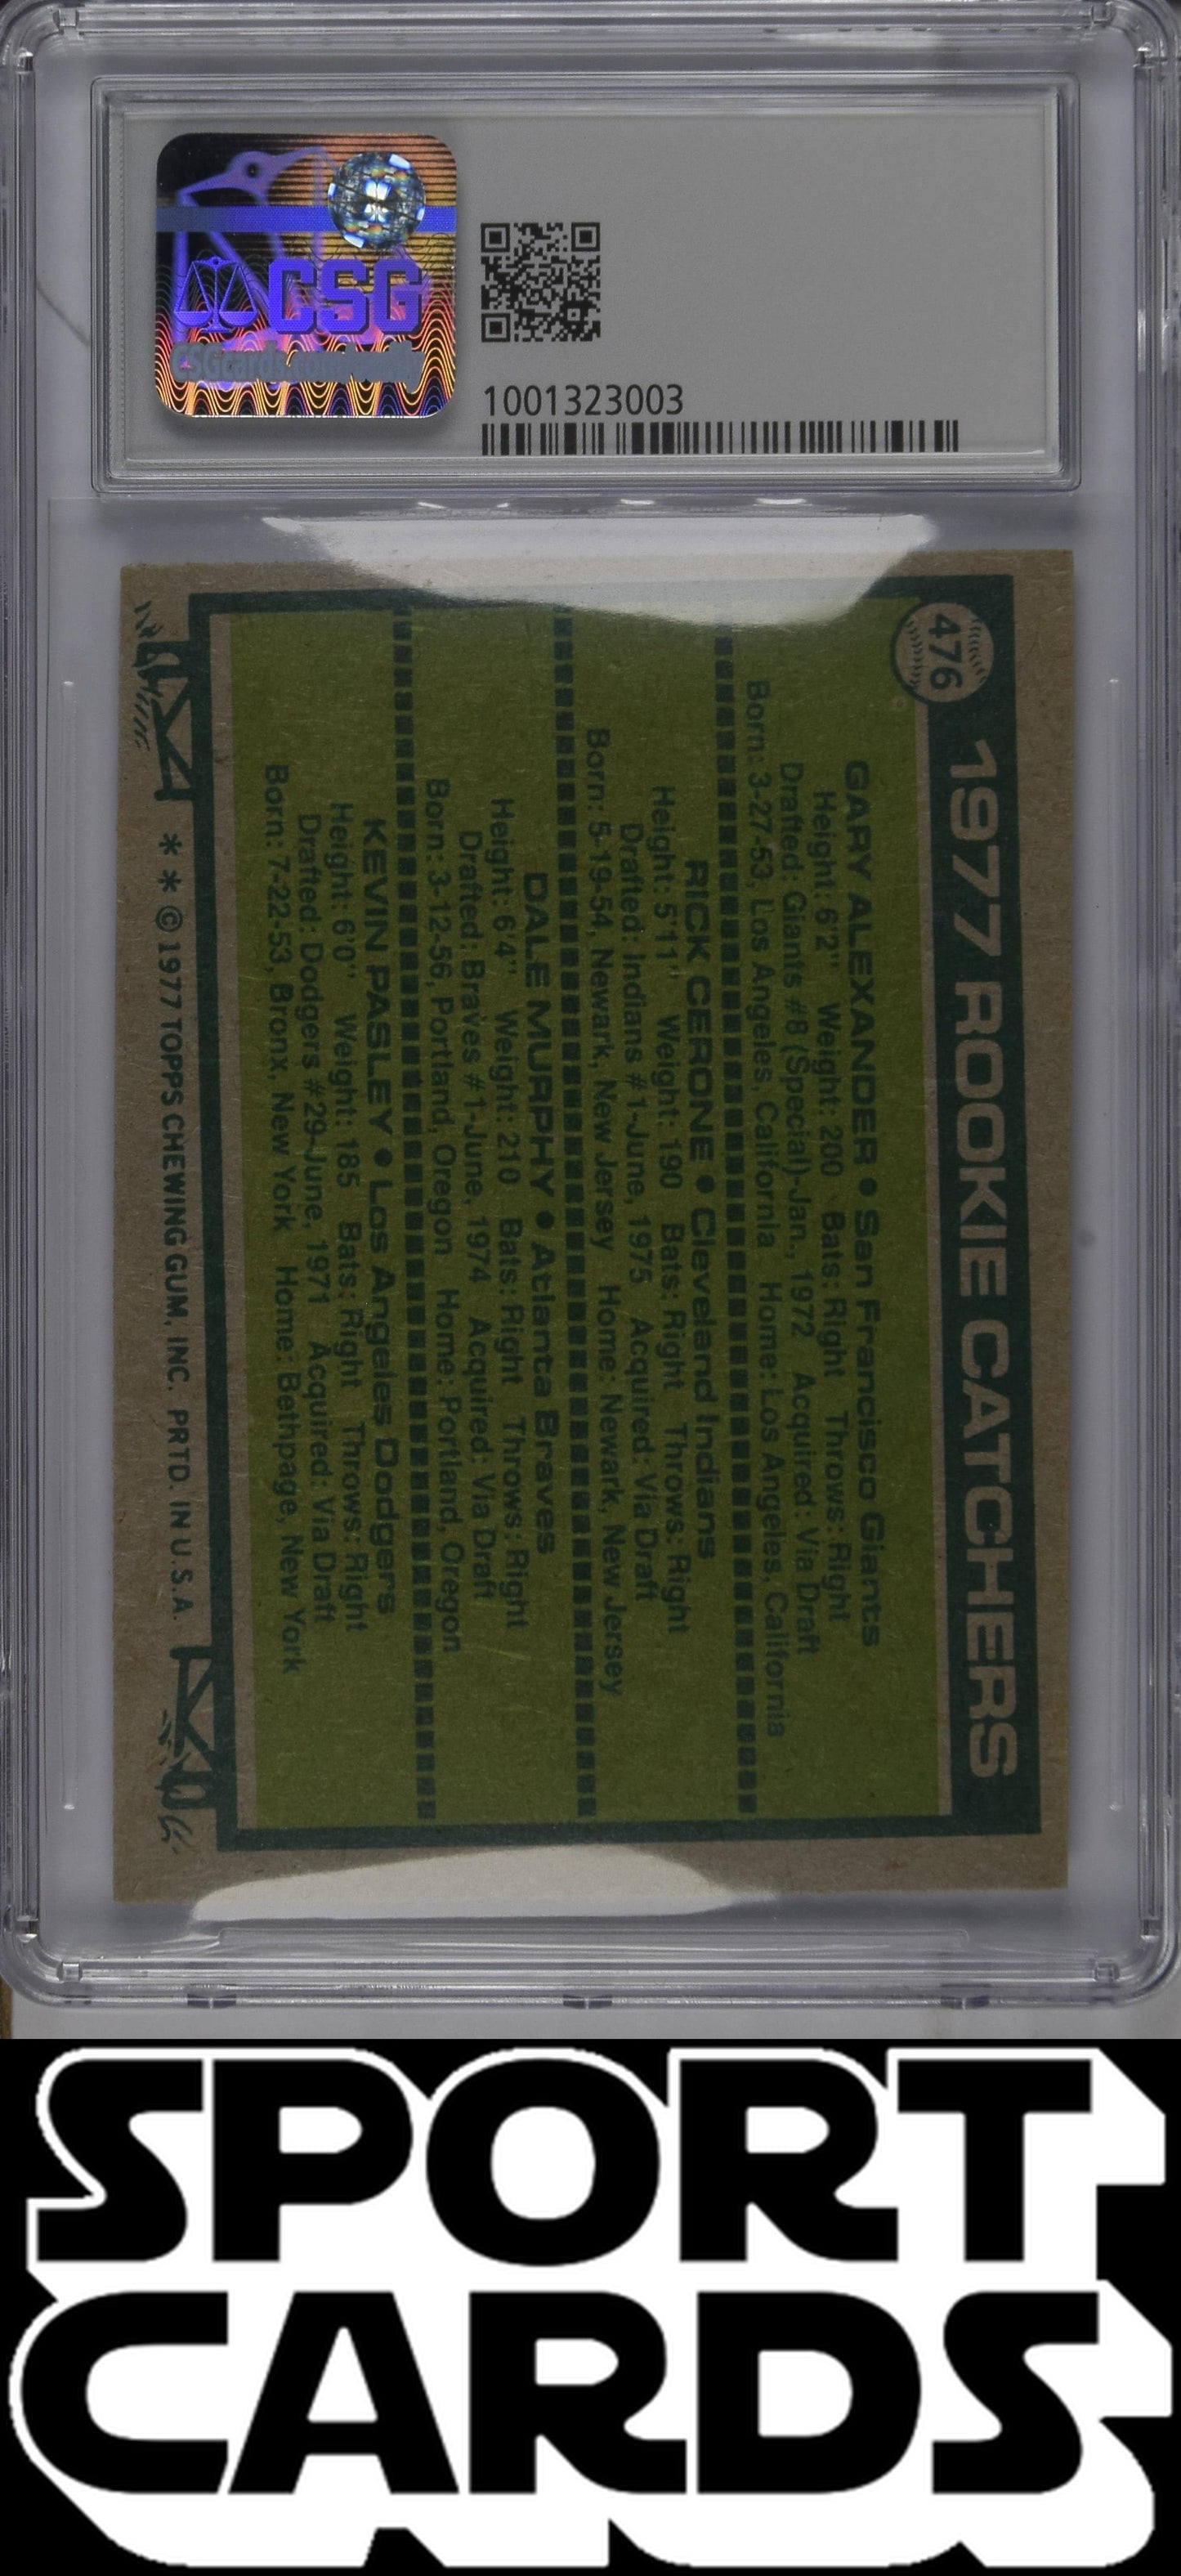 CSG
CSGcards.com/verify
1001323003
476
1977 ROOKIE CATCHERS
GARY ALEXANDER • San Francisco Giants
Height: 6'2" Weight: 200 Bats: Right Throws: Right
Drafted: Giants #8 (Special)-Jan., 1972 Acquired: Via Draft
Born: 3-27-53, Los Angeles, California Home: Los Angeles, California
RICK CERONE • Cleveland Indians
Height: 5'11" Weight: 190 Bats: Right Throws: Right
Drafted: Indians #1-June, 1975 Acquired: Via Draft
Born: 5-19-54, Newark, New Jersey Home: Newark, New Jersey
DALE MURPHY • Atlanta Braves
Height: 6'4" Weight: 210 Bats: Right Throws: Right
Drafted: Braves #1-June, 1974 Acquired: Via Draft
Born: 3-12-56, Portland, Oregon Home: Portland, Oregon
KEVIN PASLEY • Los Angeles Dodgers
Height: 6'0" Weight: 185 Bats: Right Throws: Right
Drafted: Dodgers #29-June, 1971 Acquired: Via Draft
Born: 7-22-53, Bronx, New York Home: Bethpage, New York
* * © 1977 TOPPS CHEWING GUM, INC. PRTD. IN U.S.A.
SPORT
CARDS